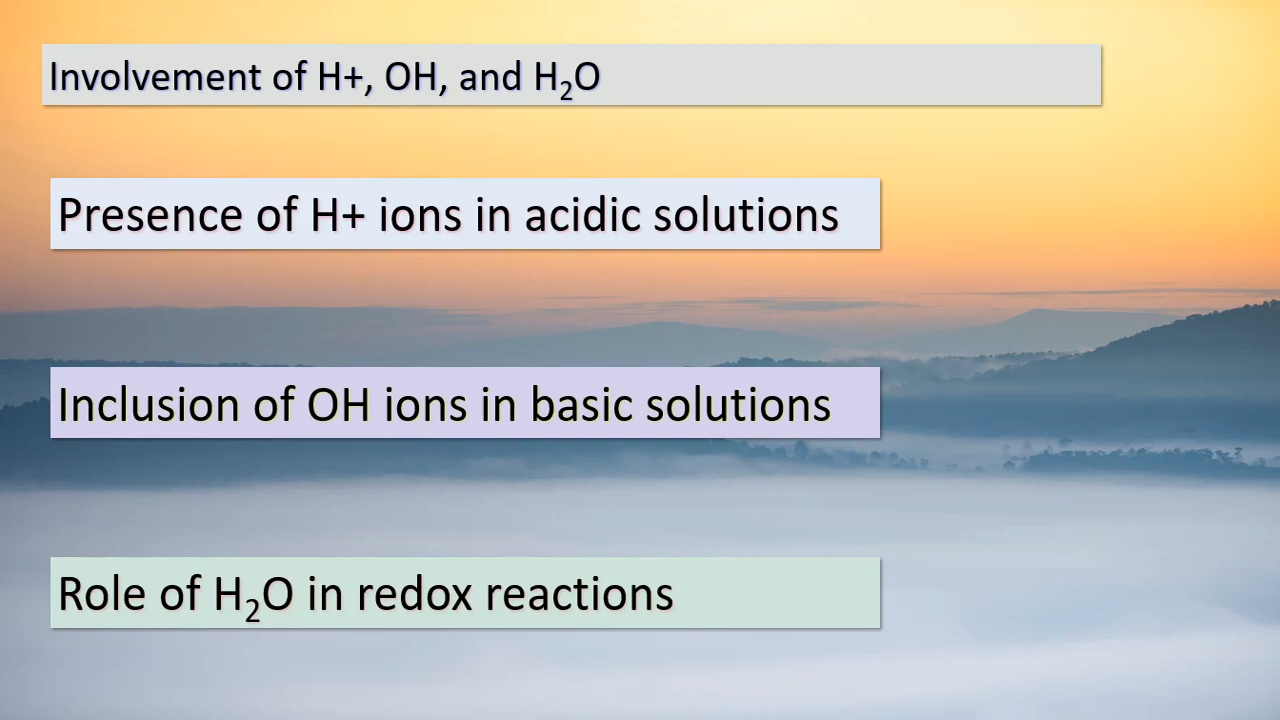 Involvement of H+, OH, and H₂O
Presence of H+ ions in acidic solutions
Inclusion of OH ions in basic solutions
Role of H₂O in redox reactions